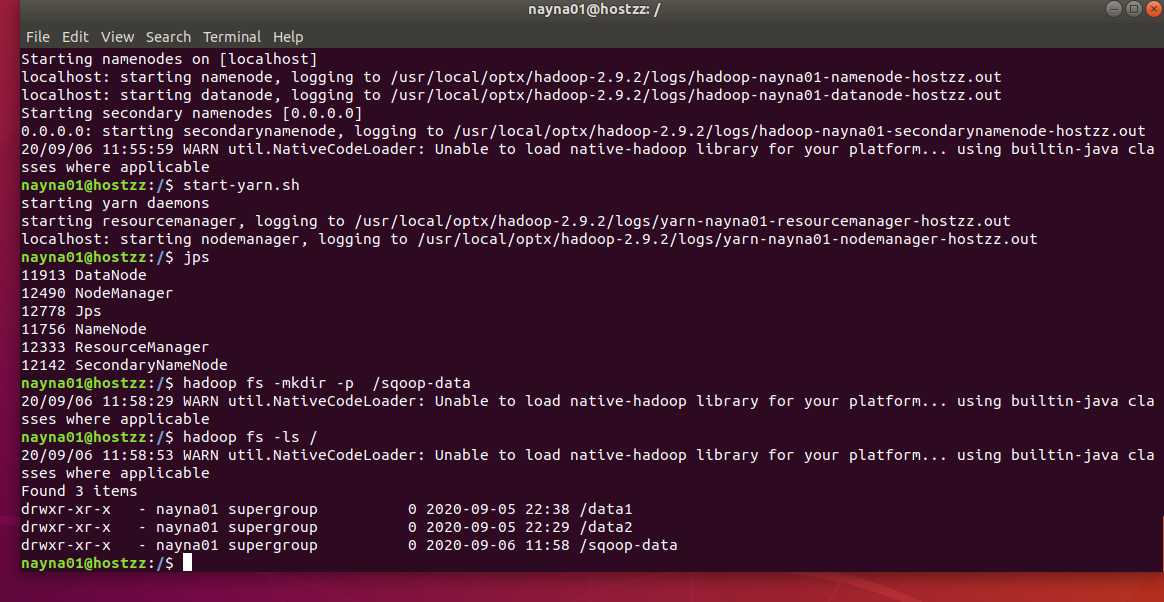 nayna01@hostzz: /
File Edit View Search Terminal Help
Starting namenodes on [localhost]
localhost: starting namenode, logging to /usr/local/optx/hadoop-2.9.2/logs/hadoop-nayna01-namenode-hostzz.out
localhost: starting datanode, logging to /usr/local/optx/hadoop-2.9.2/logs/hadoop-nayna01-datanode-hostzz.out
Starting secondary namenodes [0.0.0.0]
0.0.0.0: starting secondarynamenode, logging to /usr/local/optx/hadoop-2.9.2/logs/hadoop-nayna01-secondarynamenode-hostzz.out
20/09/06 11:55:59 WARN util.NativeCodeLoader: Unable to load native-hadoop library for your platform... using builtin-java cla
sses where applicable
nayna01@hostzz:/$ start-yarn.sh
starting yarn daemons
starting resourcemanager, logging to /usr/local/optx/hadoop-2.9.2/logs/yarn-nayna01-resourcemanager-hostzz.out
localhost: starting nodemanager, logging to /usr/local/optx/hadoop-2.9.2/logs/yarn-nayna01-nodemanager-hostzz.out
nayna01@hostzz:/$ jps
11913 DataNode
12490 NodeManager
12778 Jps
11756 NameNode
12333 ResourceManager
12142 SecondaryNameNode
nayna01@hostzz:/$ hadoop fs -mkdir -p  /sqoop-data
20/09/06 11:58:29 WARN util.NativeCodeLoader: Unable to load native-hadoop library for your platform... using builtin-java cla
sses where applicable
nayna01@hostzz:/$ hadoop fs -ls /
20/09/06 11:58:53 WARN util.NativeCodeLoader: Unable to load native-hadoop library for your platform... using builtin-java cla
sses where applicable
Found 3 items
drwxr-xr-x   - nayna01 supergroup          0 2020-09-05 22:38 /data1
drwxr-xr-x   - nayna01 supergroup          0 2020-09-05 22:29 /data2
drwxr-xr-x   - nayna01 supergroup          0 2020-09-06 11:58 /sqoop-data
nayna01@hostzz:/$